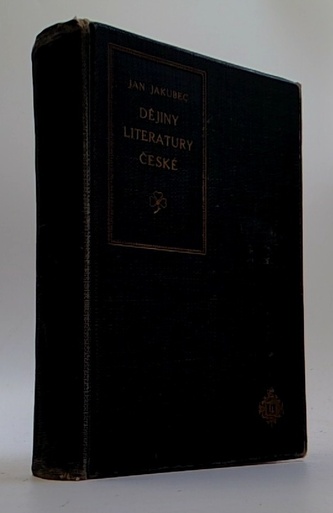 JAN JAKUBEC
DĚJINY
LITERATURY
ČESKÉ